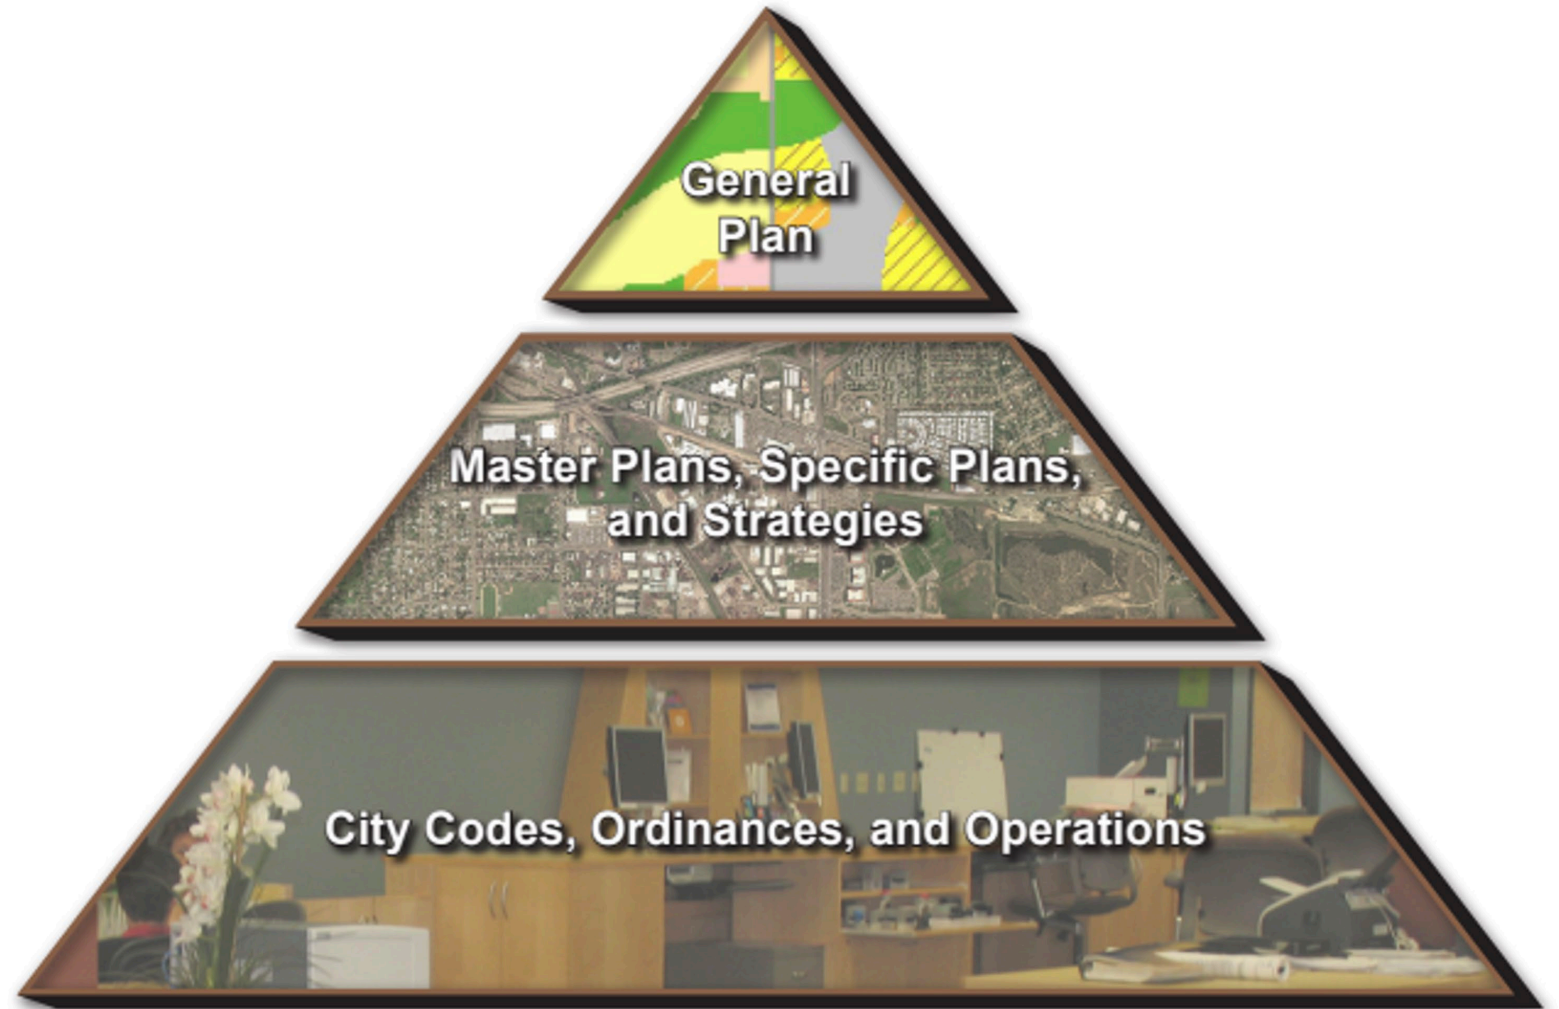 General
Plan
Master Plans, Specific Plans,
and Strategies
City Codes, Ordinances, and Operations